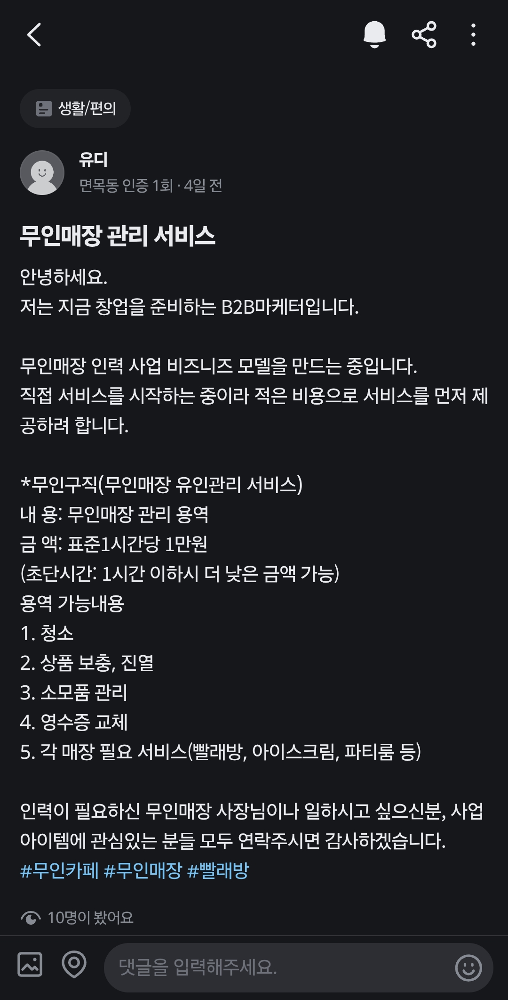 생활/편의
유디
면목동 인증 1회 · 4일 전
무인매장 관리 서비스
안녕하세요.
저는 지금 창업을 준비하는 B2B마케터입니다.
무인매장 인력 사업 비즈니즈 모델을 만드는 중입니다.
직접 서비스를 시작하는 중이라 적은 비용으로 서비스를 먼저 제
공하려 합니다.
*무인구직(무인매장 유인관리 서비스)
내 용: 무인매장 관리 용역
금 액: 표준1시간당 1만원
(초단시간: 1시간 이하시 더 낮은 금액 가능)
용역 가능내용
1. 청소
2. 상품 보충, 진열
3. 소모품 관리
4. 영수증 교체
5. 각 매장 필요 서비스(빨래방, 아이스크림, 파티룸 등)
인력이 필요하신 무인매장 사장님이나 일하시고 싶으신분, 사업
아이템에 관심있는 분들 모두 연락주시면 감사하겠습니다.
#무인카페 #무인매장 #빨래방
10명이 봤어요
댓글을 입력해주세요.